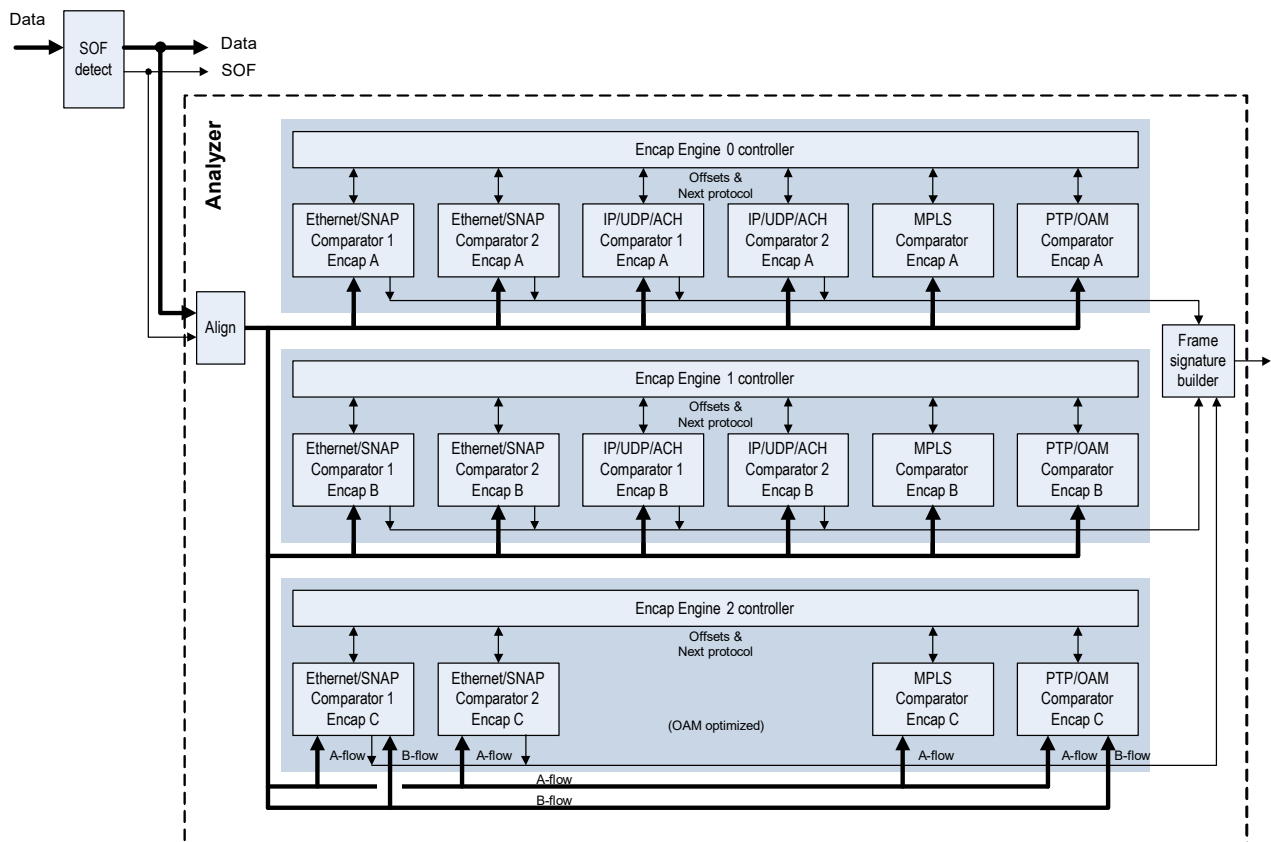 Data
SOF
detect
Data
SOF
Analyzer
Encap Engine 0 controller
Offsets &
Next protocol
Ethernet/SNAP
Comparator 1
Encap A
Ethernet/SNAP
Comparator 2
Encap A
IP/UDP/ACH
Comparator 1
Encap A
IP/UDP/ACH
Comparator 2
Encap A
MPLS
Comparator
Encap A
PTP/OAM
Comparator
Encap A
Align
Frame
signature
builder
Encap Engine 1 controller
Offsets &
Next protocol
Ethernet/SNAP
Comparator 1
Encap B
Ethernet/SNAP
Comparator 2
Encap B
IP/UDP/ACH
Comparator 1
Encap B
IP/UDP/ACH
Comparator 2
Encap B
MPLS
Comparator
Encap B
PTP/OAM
Comparator
Encap B
Encap Engine 2 controller
Offsets &
Next protocol
Ethernet/SNAP
Comparator 1
Encap C
Ethernet/SNAP
Comparator 2
Encap C
(OAM optimized)
MPLS
Comparator
Encap C
PTP/OAM
Comparator
Encap C
A-flow
B-flow
A-flow
A-flow
A-flow
B-flow
A-flow
B-flow